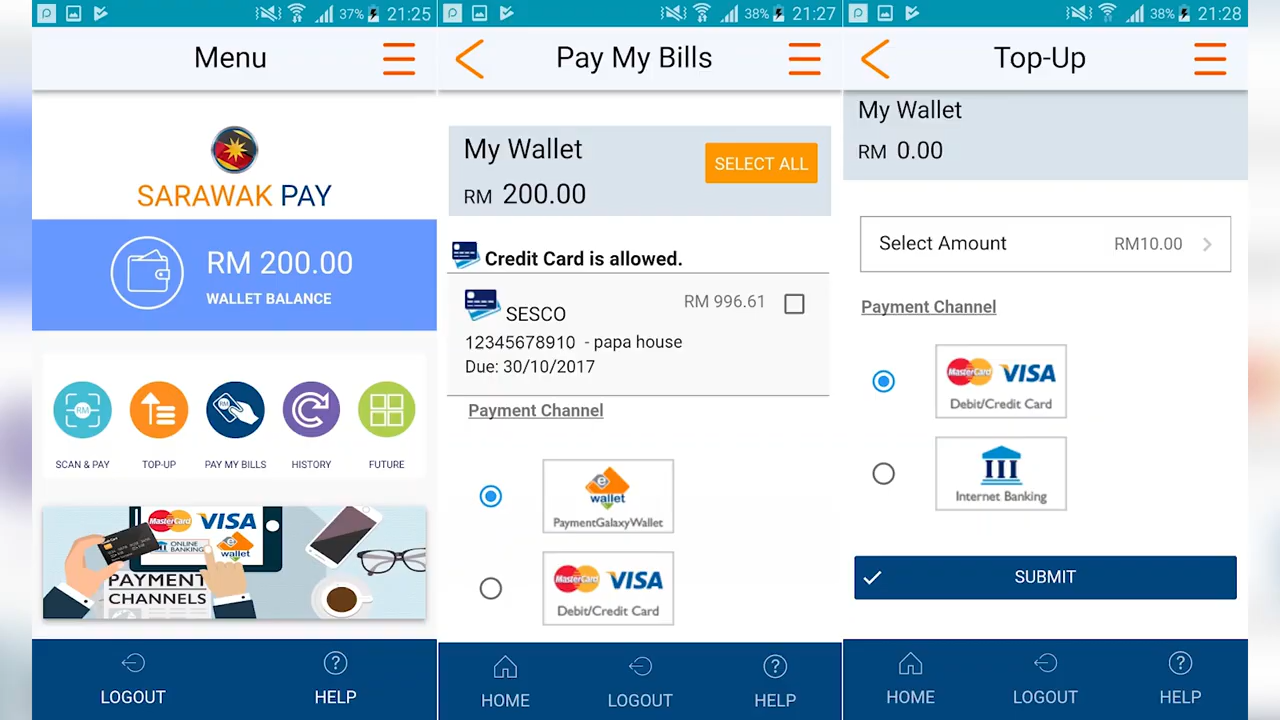 37% 21:25
Menu
SARAWAK PAY
RM 200.00
WALLET BALANCE
RM
SCAN & PAY
TOP-UP
PAY MY BILLS
HISTORY
FUTURE
MasterCard VISA
ONLINE BANKING
e wallet
PAYMENT
CHANNELS
LOGOUT
HELP
38% 21:27
Pay My Bills
My Wallet
RM 200.00
SELECT ALL
Credit Card is allowed.
SESCO
RM 996.61
12345678910 - papa house
Due: 30/10/2017
Payment Channel
e wallet
PaymentGalaxyWallet
MasterCard VISA
Debit/Credit Card
HOME
LOGOUT
HELP
38% 21:28
Top-Up
My Wallet
RM 0.00
Select Amount RM10.00
Payment Channel
MasterCard VISA
Debit/Credit Card
Internet Banking
SUBMIT
HOME
LOGOUT
HELP